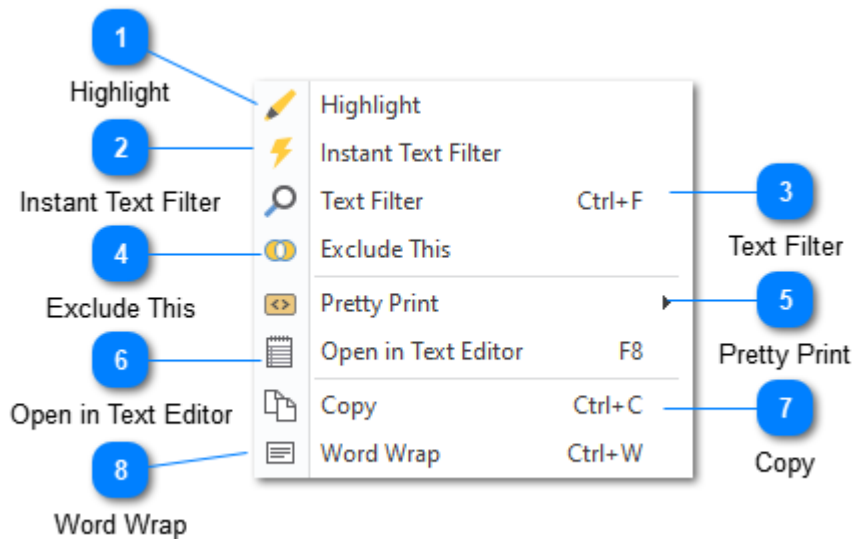 1
Highlight
2
Instant Text Filter
4
Exclude This
6
Open in Text Editor
8
Word Wrap
Highlight
Instant Text Filter
Text Filter Ctrl+F
Exclude This
Pretty Print
Open in Text Editor F8
Copy Ctrl+C
Word Wrap Ctrl+W
3
Text Filter
5
Pretty Print
7
Copy